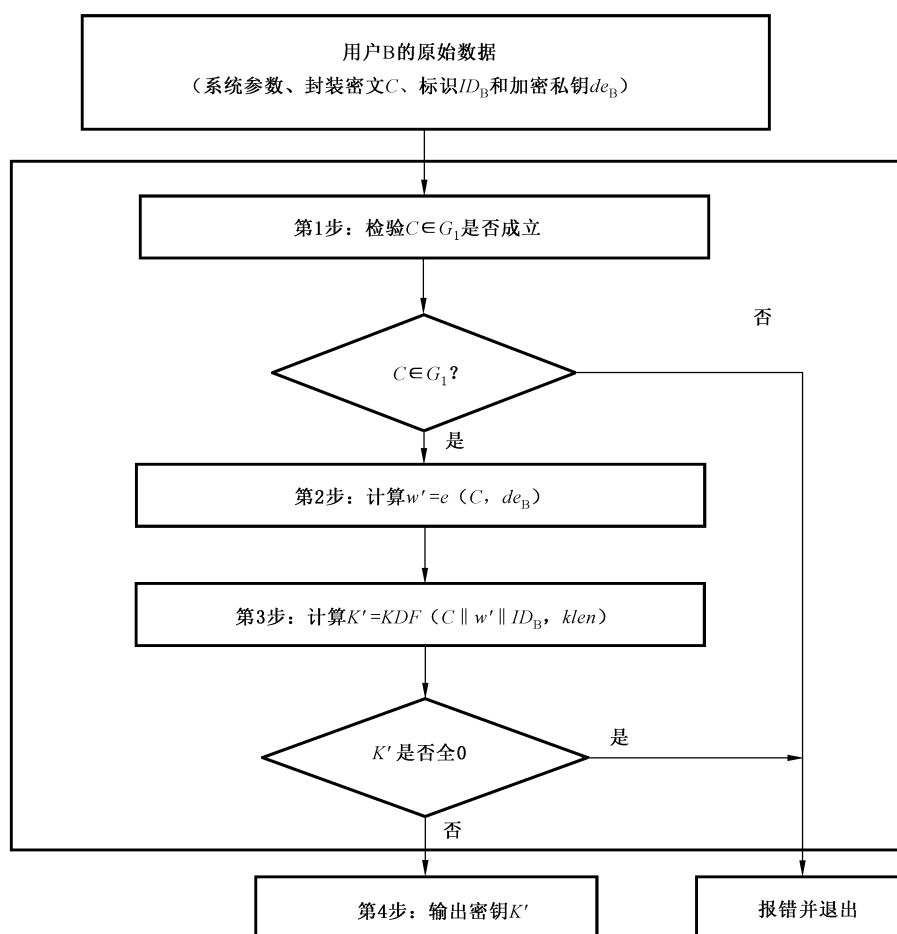 用户B的原始数据
（系统参数、封装密文C、标识ID_B和加密私钥de_B）
第1步：检验C∈G₁是否成立
否
C∈G₁？
是
第2步：计算w′=e（C，de_B）
第3步：计算K′=KDF（C‖w′‖ID_B，klen）
K′是否全0
是
否
第4步：输出密钥K′
报错并退出